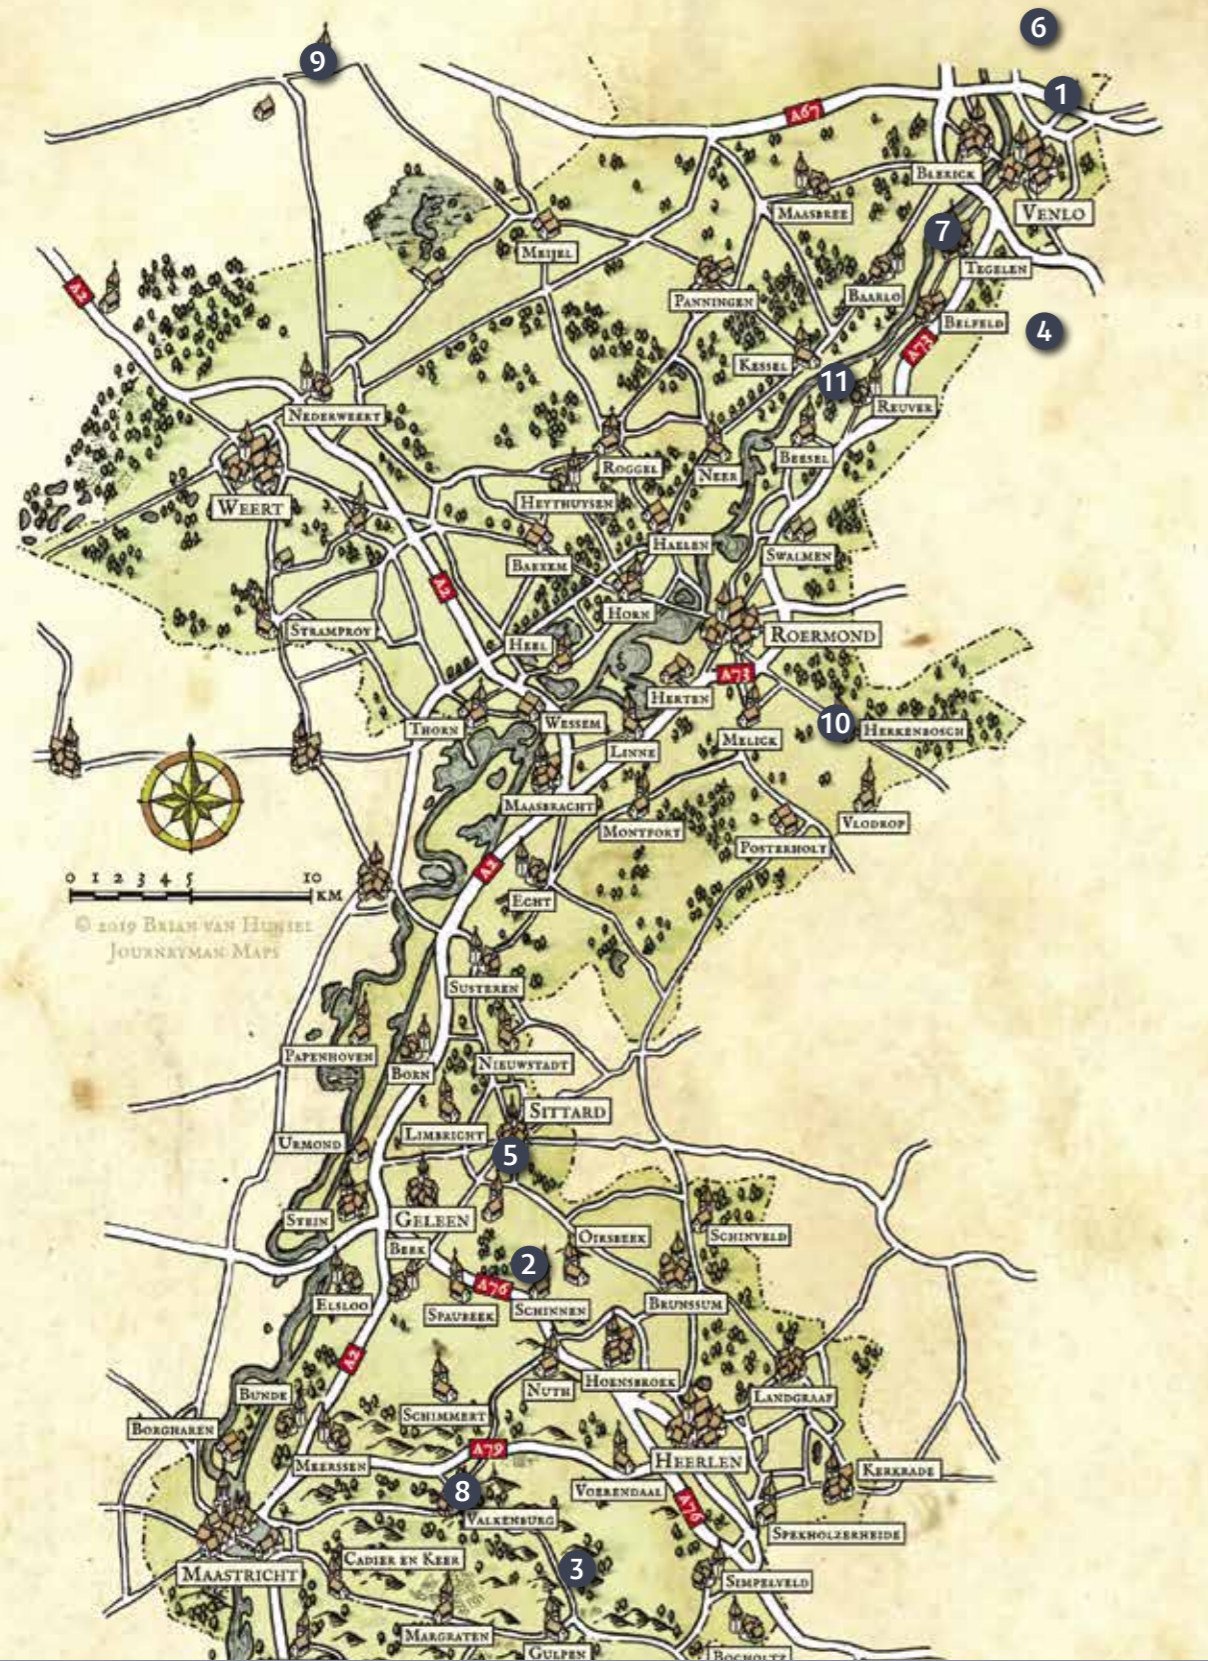 6
9
1
A67
Blerick
Maasbree
Venlo
7
Meijel
Tegelen
A2
Panningen
Baarlo
Belfeld
4
A73
Kessel
11
Nederweert
Reuver
Roggel
Neer
Beesel
Heythuysen
Weert
Haelen
Swalmen
Baexem
A2
Horn
Stramproy
Roermond
Heel
A73
Herten
Thorn
Wessem
10
Herkenbosch
Linne
Melick
Maasbracht
Montfort
Vlodrop
Posterholt
A2
0 1 2 3 4 5 10
KM
Echt
© 2019 Brian van Hunsel
Journeyman Maps
Susteren
Papenhoven
Born
Nieuwstadt
Sittard
Limbricht
Urmond
5
Stein
Geleen
Oirsbeek
Schinveld
Beek
2
A76
Elsloo
Spaubeek
Schinnen
Brunssum
A2
Bunde
Nuth
Hoensbroek
Landgraaf
Schimmert
Borgharen
A79
Meerssen
Heerlen
Kerkrade
8
Voerendaal
A76
Valkenburg
Spekholzerheide
Cadier en Keer
3
Maastricht
Simpelveld
Margraten
Gulpen
Bocholtz